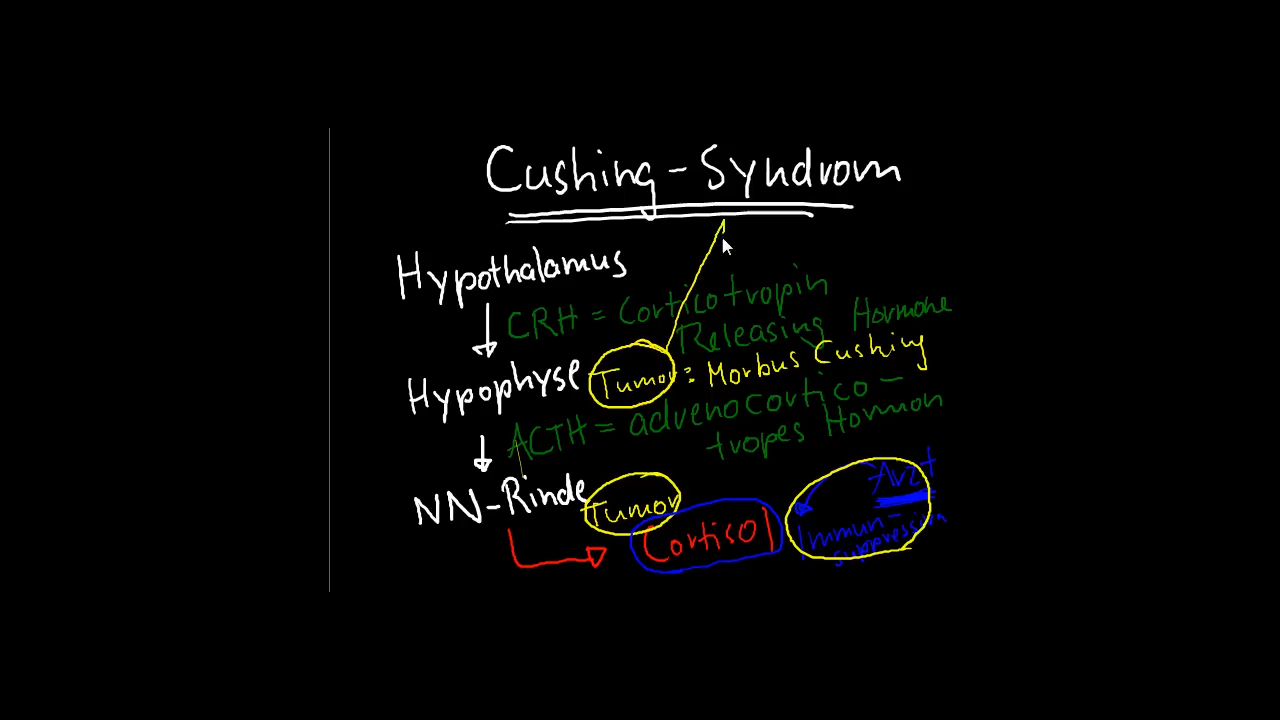 Cushing-Syndrom
Hypothalamus
CRH = Corticotropin
Releasing Hormone
Hypophyse Tumor = Morbus Cushing
ACTH = adrenocortico-
tropes Hormon
NN-Rinde Tumor
Cortisol
Arzt
Immun-
suppression